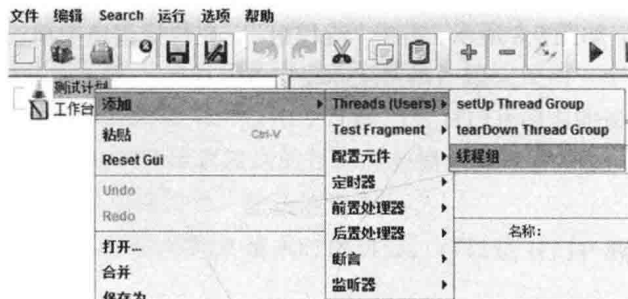 文件 编辑 Search 运行 选项 帮助
测试计划
工作台
添加
粘贴 Ctrl-V
Reset Gui
Undo
Redo
打开...
合并
保存为
Threads (Users)
Test Fragment
配置元件
定时器
前置处理器
后置处理器
断言
监听器
setUp Thread Group
tearDown Thread Group
线程组
名称: